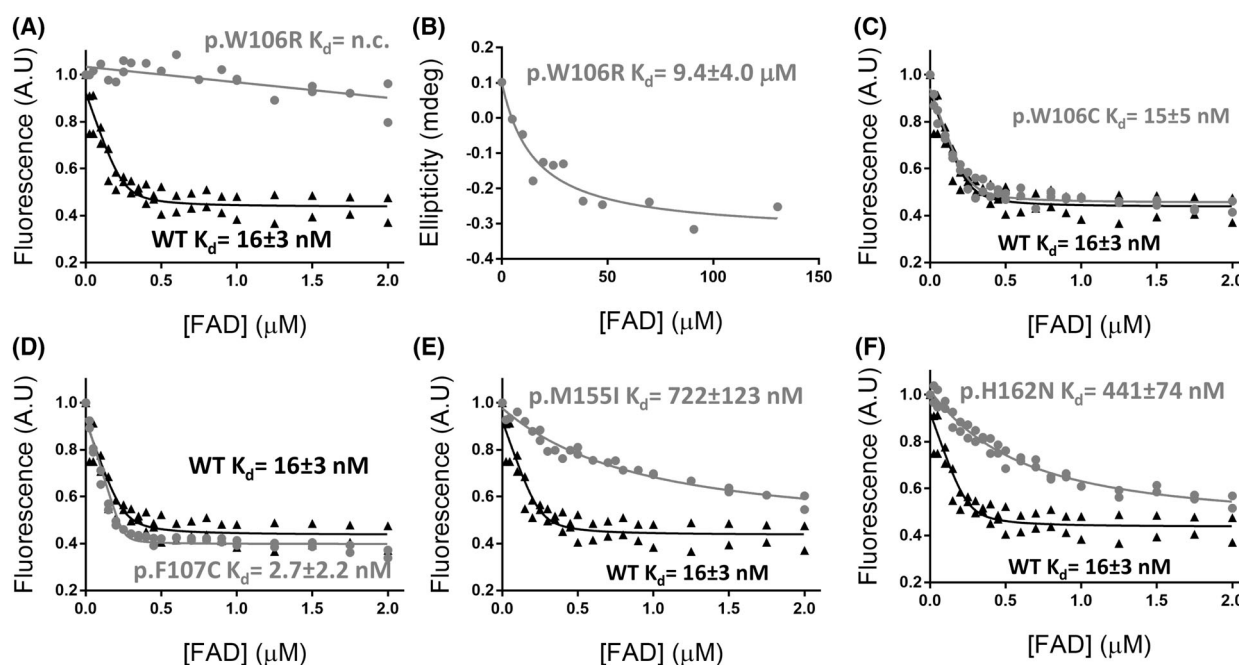 (A)
p.W106R Kd= n.c.
Fluorescence (A.U)
1.0
0.8
0.6
0.4
0.2
WT Kd= 16±3 nM
0.0 0.5 1.0 1.5 2.0
[FAD] (μM)
(B)
p.W106R Kd= 9.4±4.0 μM
Ellipticity (mdeg)
0.2
0.1
0.0
-0.1
-0.2
-0.3
-0.4
0 50 100 150
[FAD] (μM)
(C)
p.W106C Kd= 15±5 nM
Fluorescence (A.U)
1.0
0.8
0.6
0.4
0.2
WT Kd= 16±3 nM
0.0 0.5 1.0 1.5 2.0
[FAD] (μM)
(D)
WT Kd= 16±3 nM
Fluorescence (A.U)
1.0
0.8
0.6
0.4
0.2
p.F107C Kd= 2.7±2.2 nM
0.0 0.5 1.0 1.5 2.0
[FAD] (μM)
(E)
p.M155I Kd= 722±123 nM
Fluorescence (A.U)
1.0
0.8
0.6
0.4
0.2
WT Kd= 16±3 nM
0.0 0.5 1.0 1.5 2.0
[FAD] (μM)
(F)
p.H162N Kd= 441±74 nM
Fluorescence (A.U)
1.0
0.8
0.6
0.4
0.2
WT Kd= 16±3 nM
0.0 0.5 1.0 1.5 2.0
[FAD] (μM)